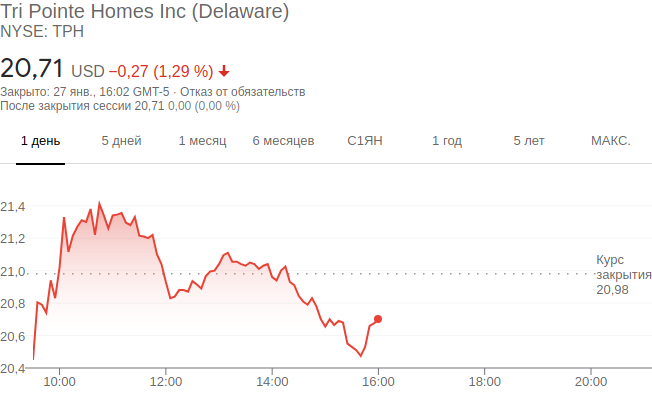 Tri Pointe Homes Inc (Delaware)
NYSE: TPH
20,71 USD −0,27 (1,29 %)
Закрыто: 27 янв., 16:02 GMT-5 · Отказ от обязательств
После закрытия сессии 20,71 0,00 (0,00 %)
1 день 5 дней 1 месяц 6 месяцев С1ЯН 1 год 5 лет МАКС.
21,4
21,2
21,0
20,8
20,6
20,4
Курс
закрытия
20,98
10:00 12:00 14:00 16:00 18:00 20:00